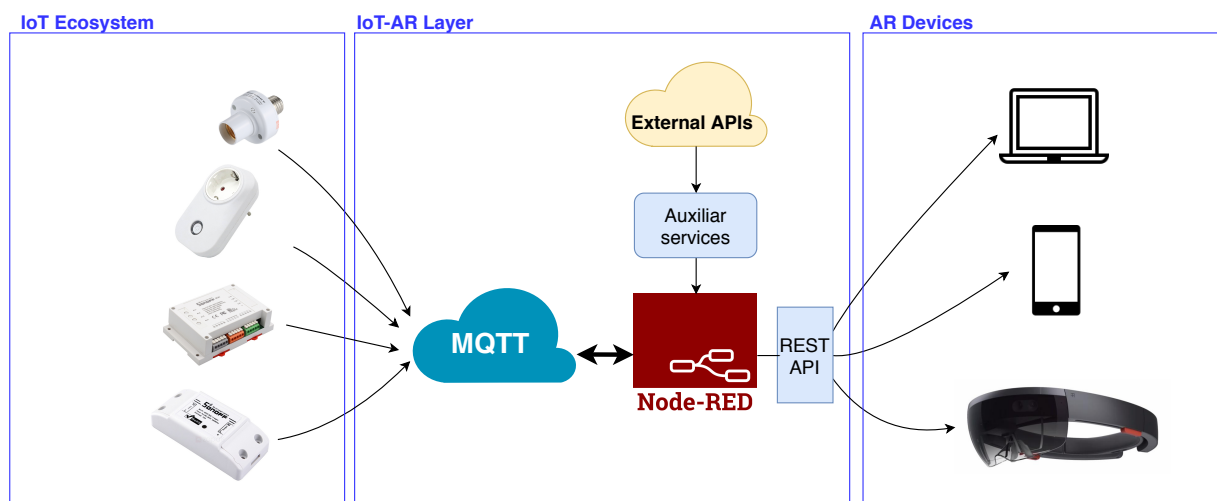 IoT Ecosystem
IoT-AR Layer
AR Devices
External APIs
Auxiliar
services
MQTT
REST
API
Node-RED